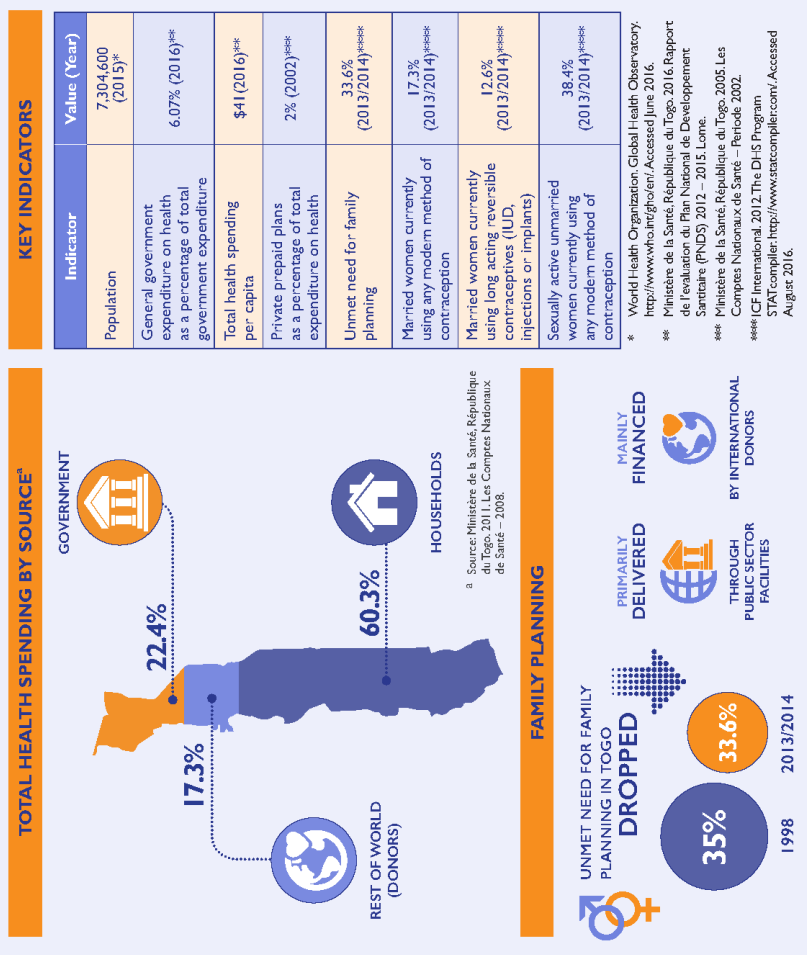 TOTAL HEALTH SPENDING BY SOURCEa
GOVERNMENT
22.4%
17.3%
60.3%
REST OF WORLD
(DONORS)
HOUSEHOLDS
a Source: Ministère de la Santé, République
du Togo. 2011. Les Comptes Nationaux
de Santé – 2008.
FAMILY PLANNING
UNMET NEED FOR FAMILY
PLANNING IN TOGO
DROPPED
35%
33.6%
1998
2013/2014
PRIMARILY
DELIVERED
THROUGH
PUBLIC SECTOR
FACILITIES
MAINLY
FINANCED
BY INTERNATIONAL
DONORS
KEY INDICATORS
Indicator
Value (Year)
Population
7,304,600
(2015)*
General government
expenditure on health
as a percentage of total
government expenditure
6.07% (2016)**
Total health spending
per capita
$41(2016)**
Private prepaid plans
as a percentage of total
expenditure on health
2% (2002)***
Unmet need for family
planning
33.6%
(2013/2014)****
Married women currently
using any modern method of
contraception
17.3%
(2013/2014)****
Married women currently
using long acting reversible
contraceptives (IUD,
injections or implants)
12.6%
(2013/2014)****
Sexually active unmarried
women currently using
any modern method of
contraception
38.4%
(2013/2014)****
* World Health Organization. Global Health Observatory.
http://www.who.int/gho/en/. Accessed June 2016.
** Ministère de la Santé, République du Togo. 2016. Rapport
de l'evaluation du Plan National de Developpement
Santitaire (PNDS) 2012 – 2015. Lome.
*** Ministère de la Santé, République du Togo. 2005. Les
Comptes Nationaux de Santé – Periode 2002.
**** ICF International. 2012. The DHS Program
STATcompiler. http://www.statcompiler.com/. Accessed
August 2016.